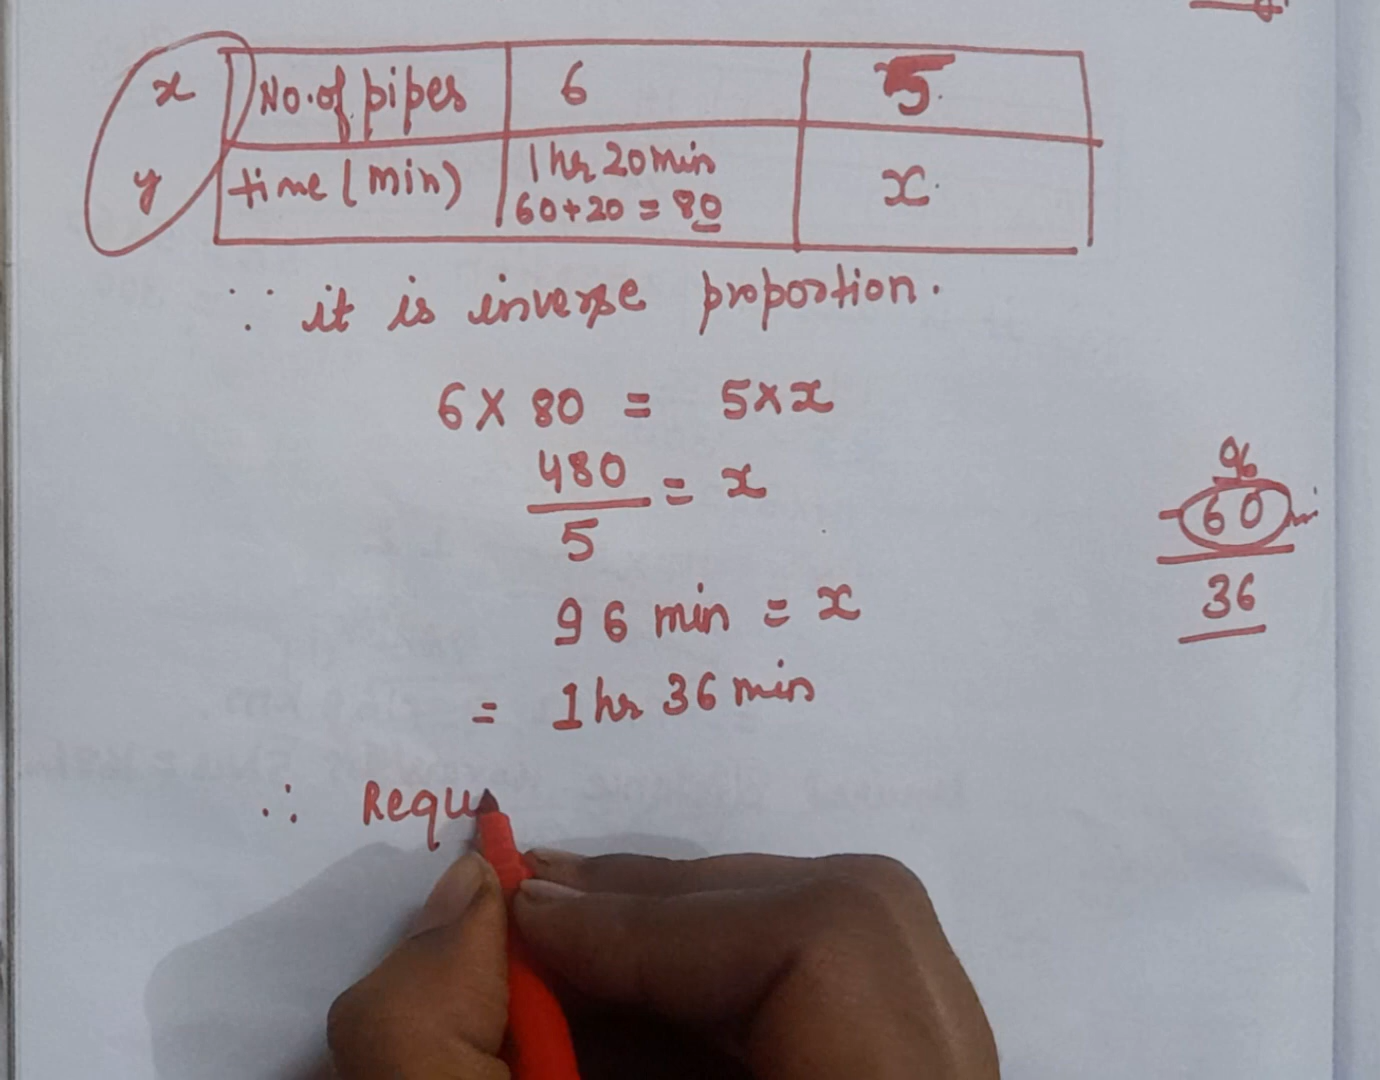 x No.of pipes 6 5
y time (min) 1 hr 20 min x
60+20 = 80
∵ it is inverse proportion.
6 × 80 = 5 × x
480/5 = x
96 min = x
= 1 hr 36 min
96
-60
36
∴ Requ